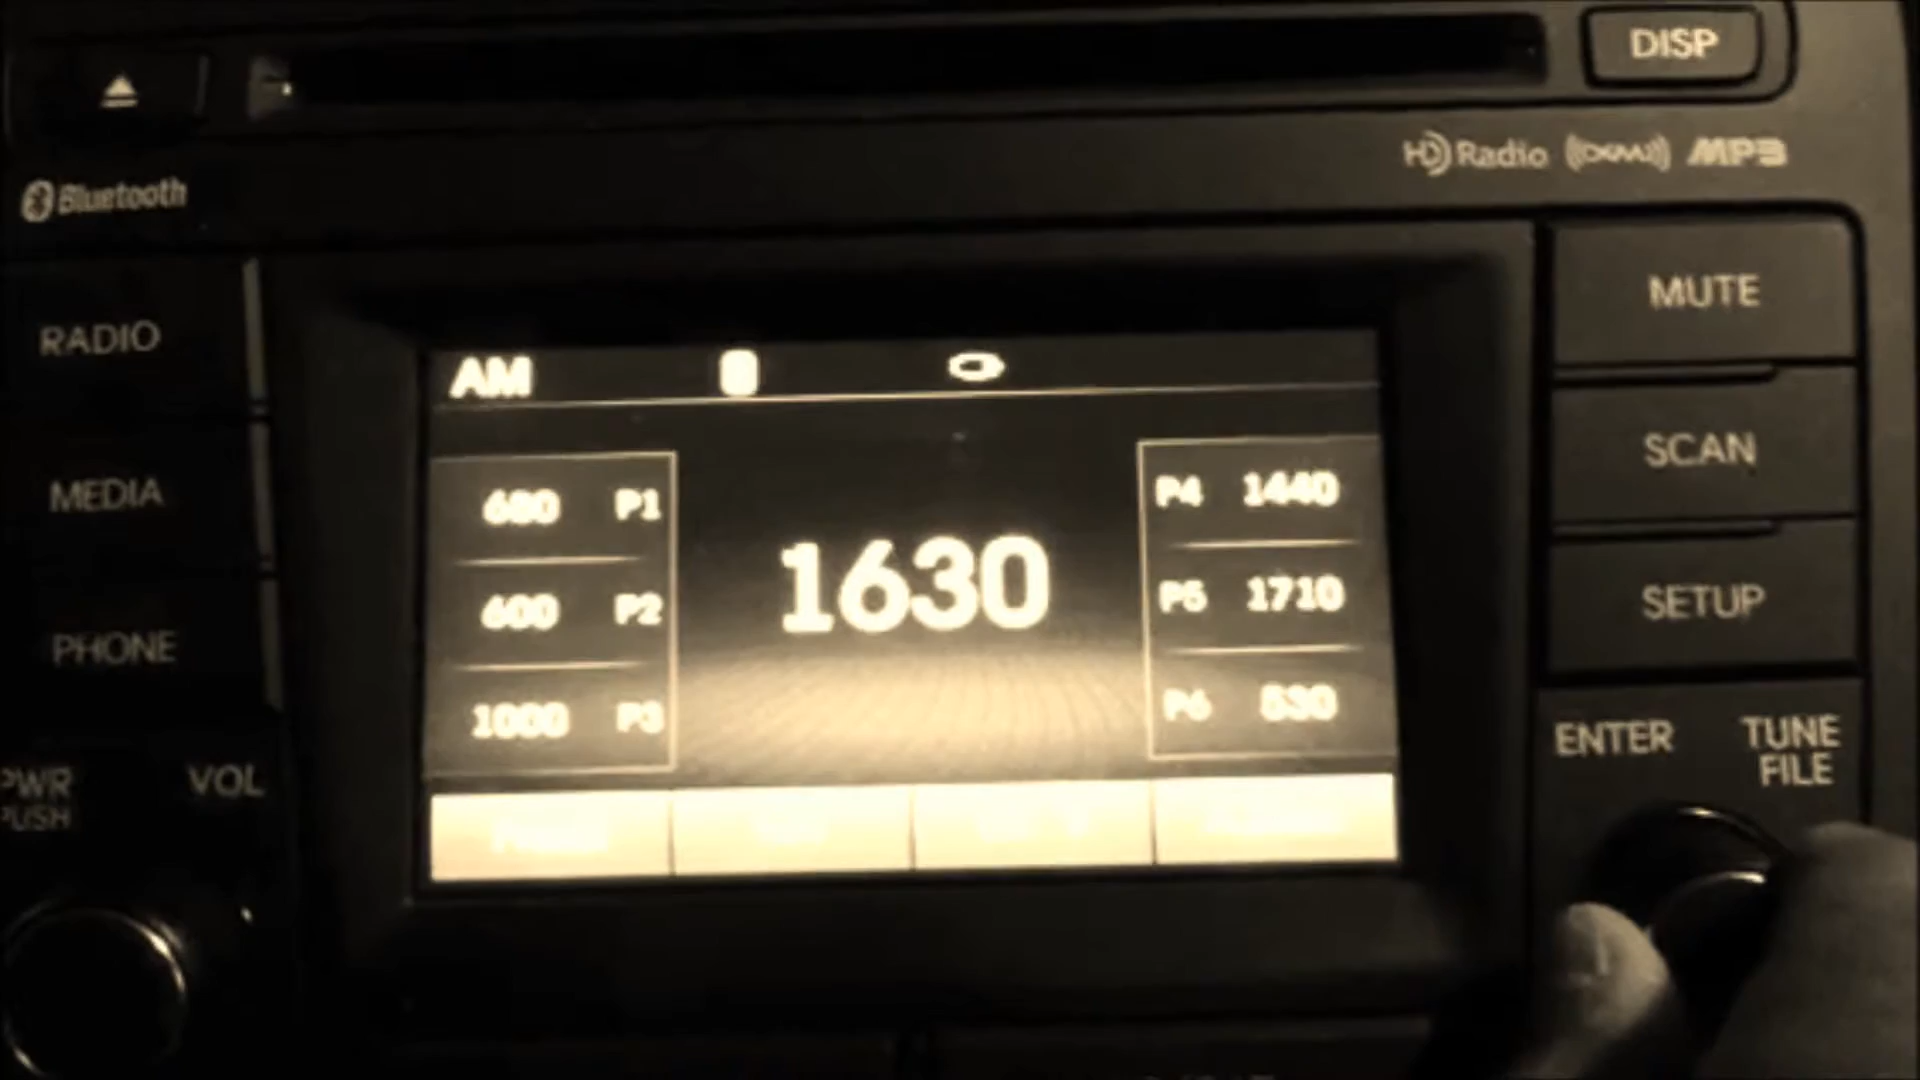 DISP
HD Radio XM MP3
Bluetooth
RADIO
MUTE
AM
MEDIA
SCAN
680 P1
P4 1440
1630
600 P2
P5 1710
1000 P3
P6 530
PHONE
SETUP
PWR
PUSH
VOL
ENTER
TUNE
FILE